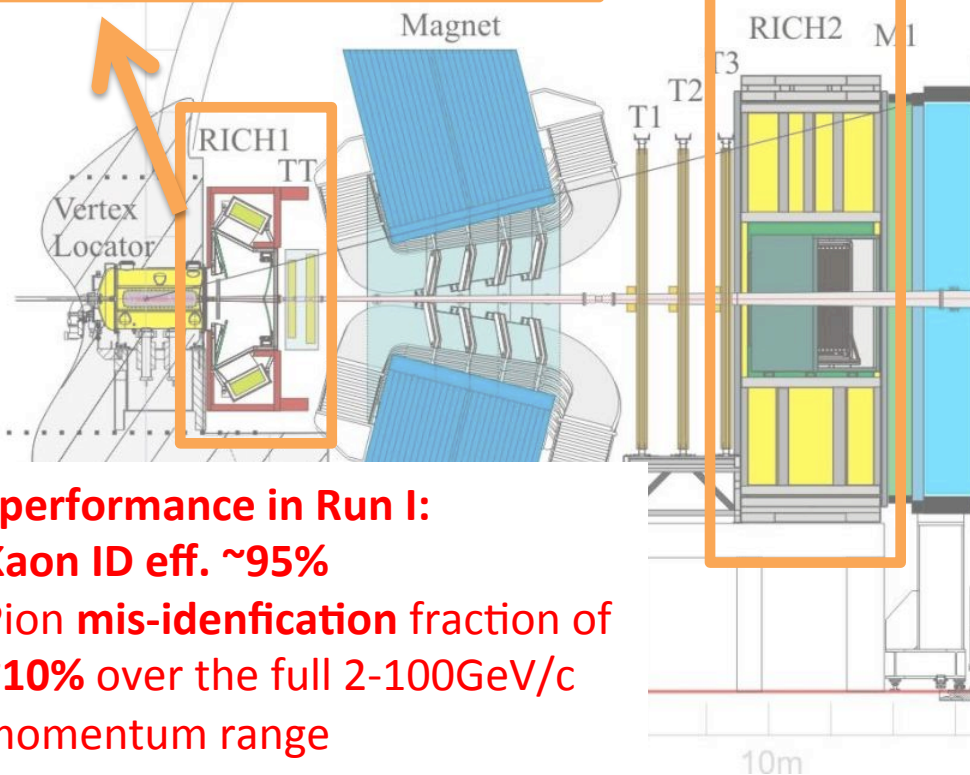 Magnet
RICH2
M1
T3
T2
T1
RICH1
TT
Vertex
Locator
performance in Run I:
Kaon ID eff. ~95%
Pion mis-idenfication fraction of
10% over the full 2-100GeV/c
momentum range
10m